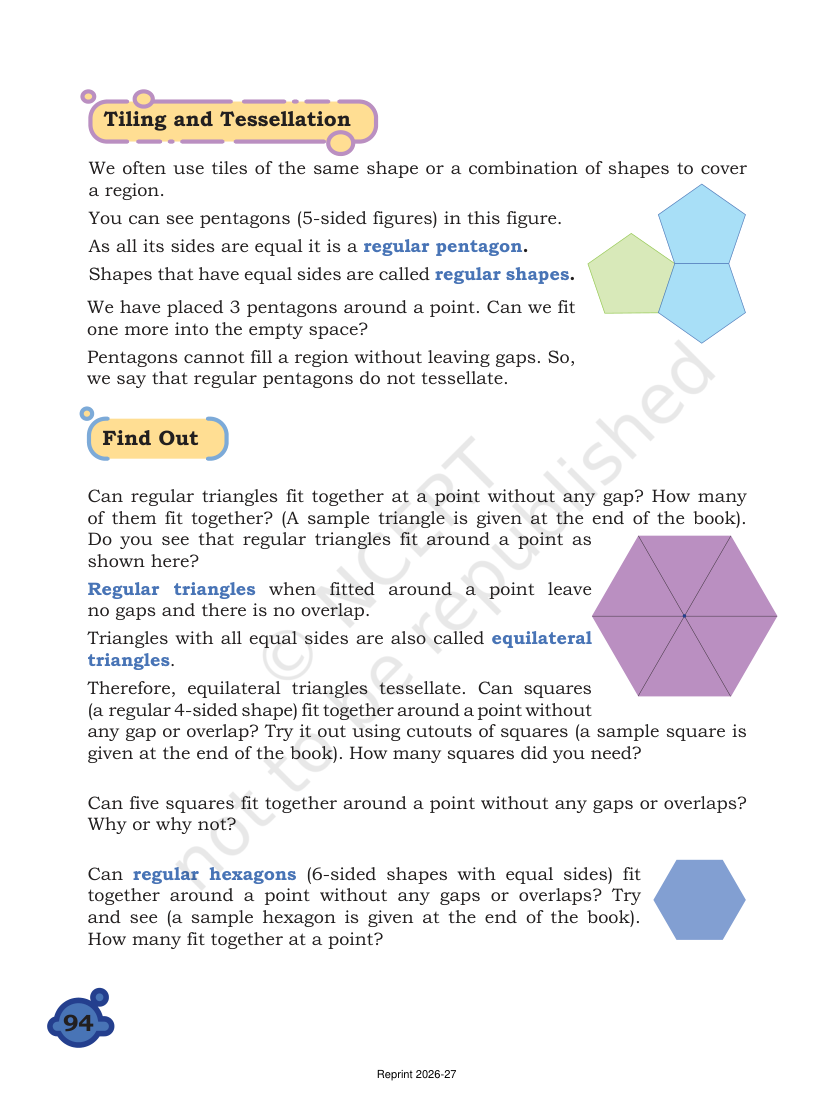 Tiling and Tessellation
We often use tiles of the same shape or a combination of shapes to cover
a region.
You can see pentagons (5-sided figures) in this figure.
As all its sides are equal it is a regular pentagon.
Shapes that have equal sides are called regular shapes.
We have placed 3 pentagons around a point. Can we fit
one more into the empty space?
Pentagons cannot fill a region without leaving gaps. So,
we say that regular pentagons do not tessellate.
Find Out
Can regular triangles fit together at a point without any gap? How many
of them fit together? (A sample triangle is given at the end of the book).
Do you see that regular triangles fit around a point as
shown here?
Regular triangles when fitted around a point leave
no gaps and there is no overlap.
Triangles with all equal sides are also called equilateral
triangles.
Therefore, equilateral triangles tessellate. Can squares
(a regular 4-sided shape) fit together around a point without
any gap or overlap? Try it out using cutouts of squares (a sample square is
given at the end of the book). How many squares did you need?
Can five squares fit together around a point without any gaps or overlaps?
Why or why not?
Can regular hexagons (6-sided shapes with equal sides) fit
together around a point without any gaps or overlaps? Try
and see (a sample hexagon is given at the end of the book).
How many fit together at a point?
94
Reprint 2026-27
© NCEPT
not to be republished